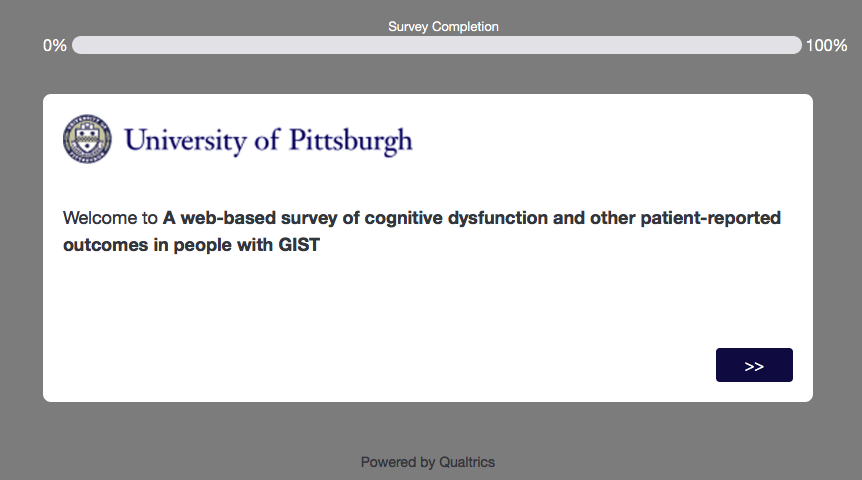 Survey Completion
0% 100%
University of Pittsburgh
Welcome to A web-based survey of cognitive dysfunction and other patient-reported
outcomes in people with GIST
>>
Powered by Qualtrics